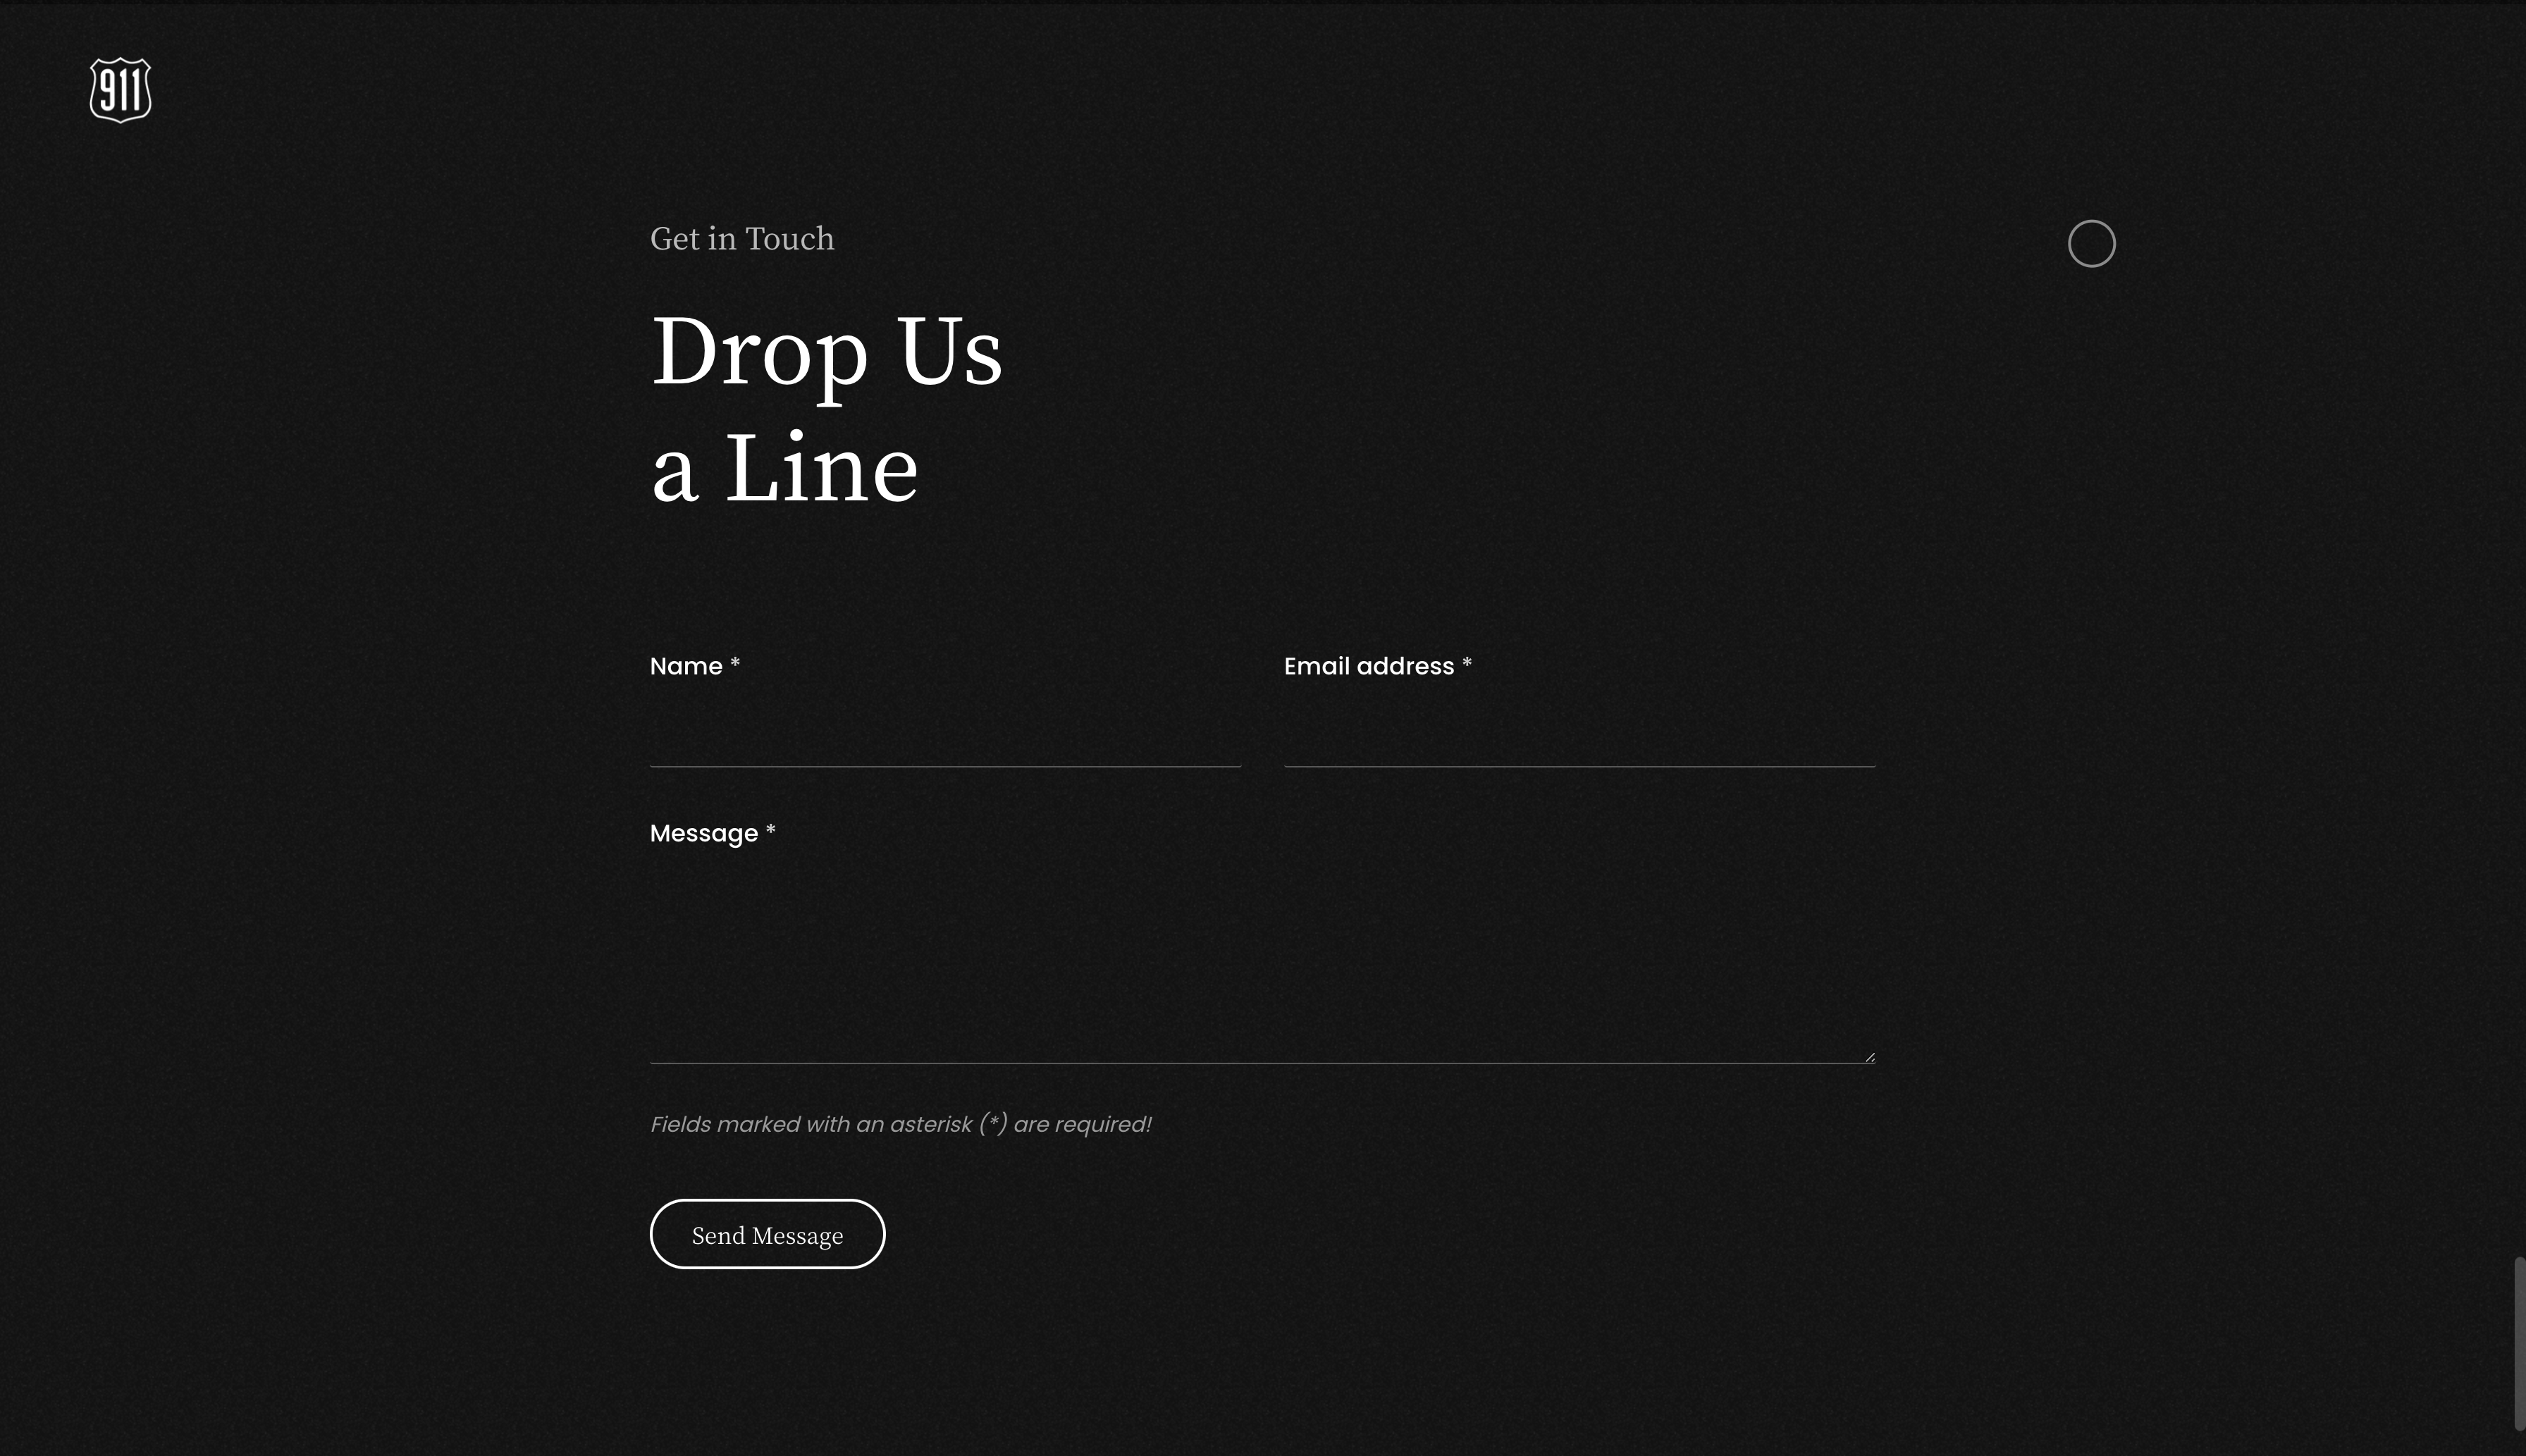 911
Get in Touch
Drop Us
a Line
Name *
Email address *
Message *
Fields marked with an asterisk (*) are required!
Send Message